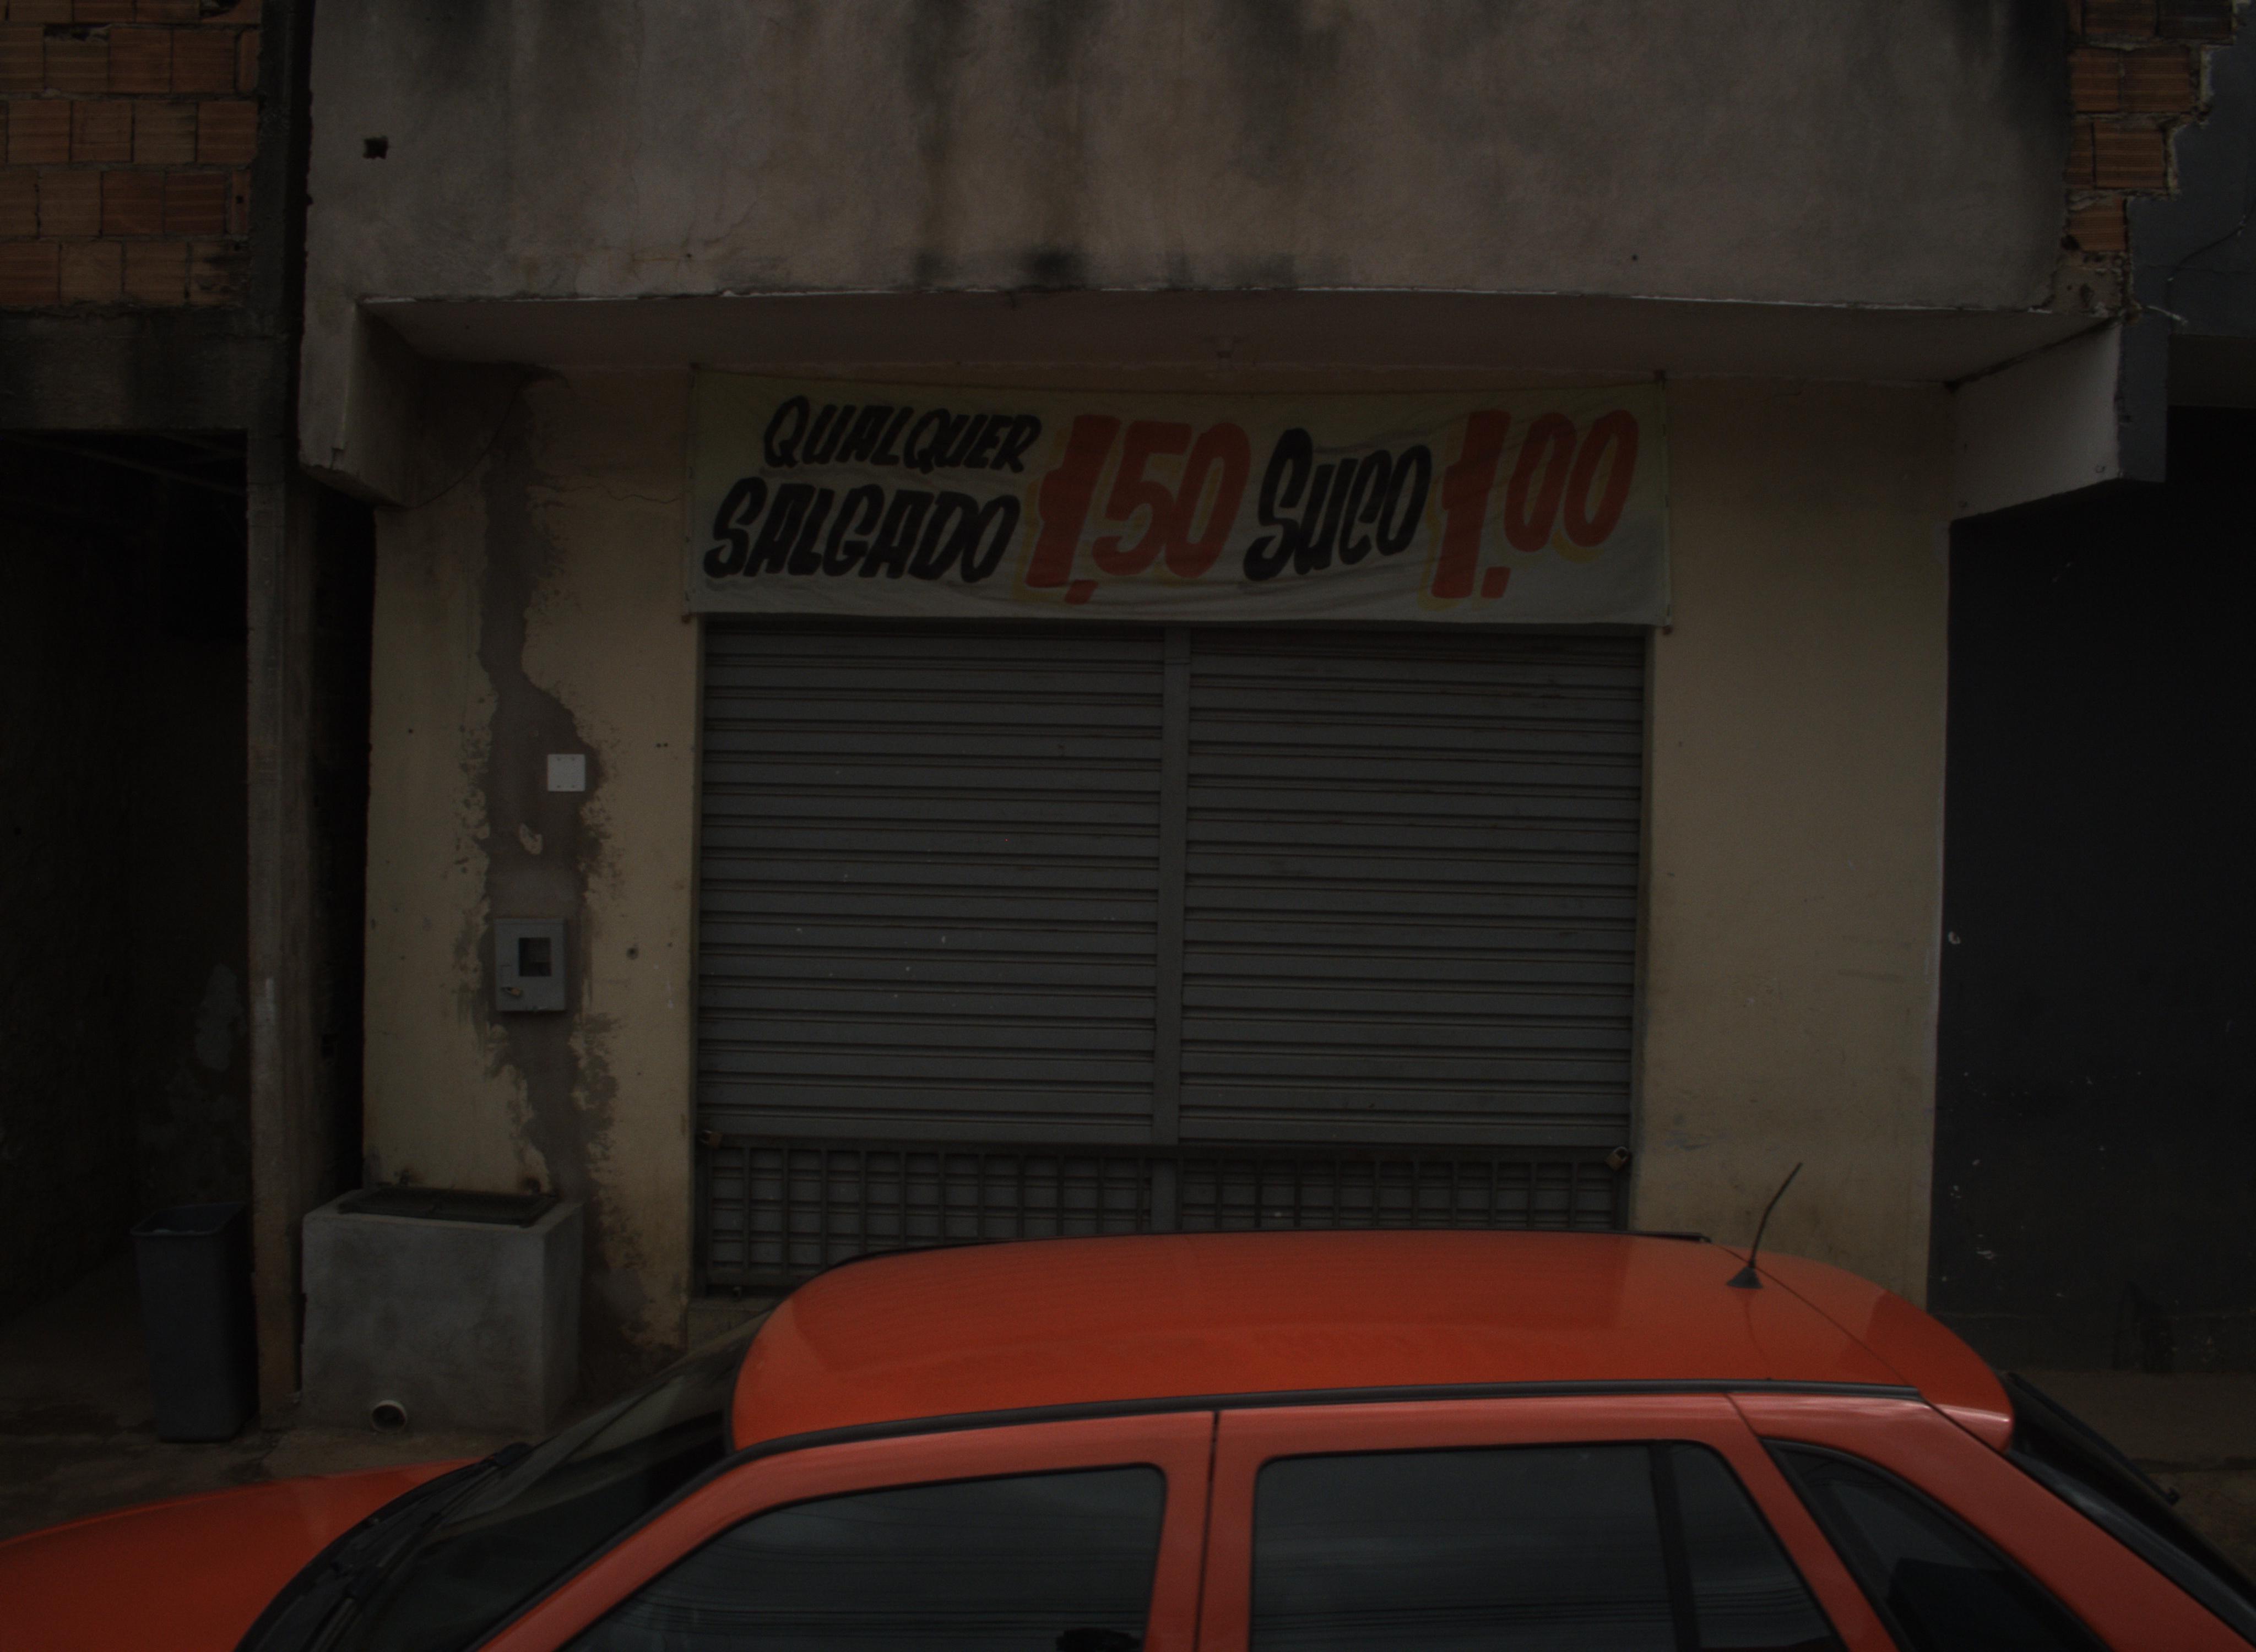 QUALQUER
SALGADO 1,50 SUCO 1.00